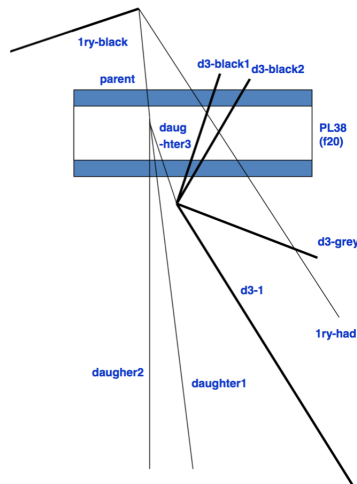 1ry-black
d3-black1
d3-black2
parent
daug
-hter3
PL38
(f20)
d3-grey
d3-1
1ry-had
daugher2
daughter1